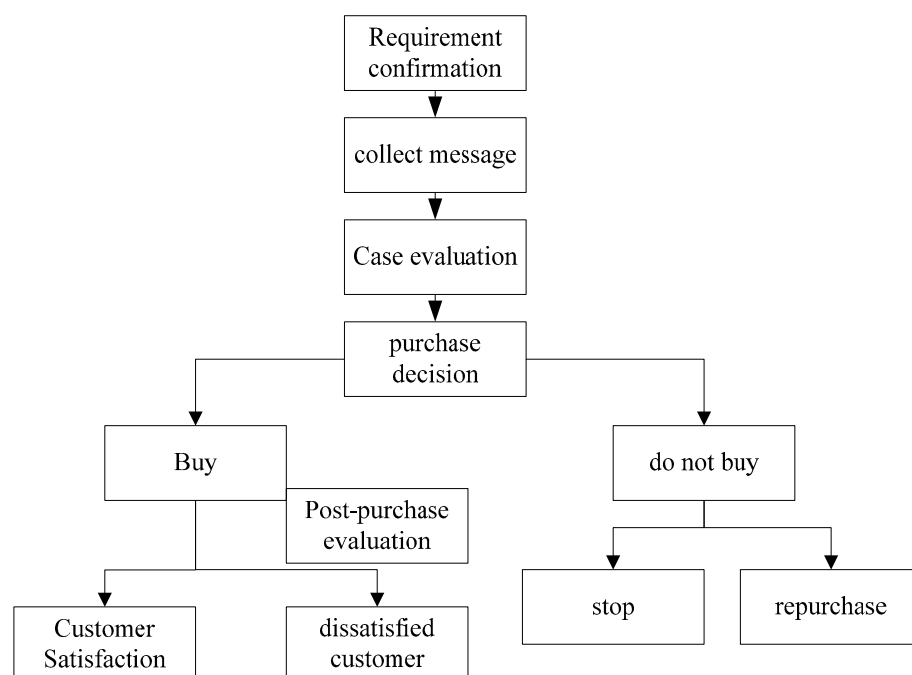 Requirement
confirmation
collect message
Case evaluation
purchase
decision
Buy
do not buy
Post-purchase
evaluation
stop
repurchase
Customer
Satisfaction
dissatisfied
customer